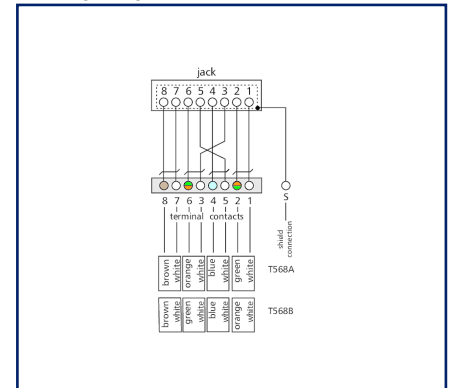 jack
8 7 6 5 4 3 2 1
8 7 6 3 4 5 2 1
S
terminal contacts
shield
connection
brown white orange white blue white green white
T568A
brown white green white blue white orange white
T568B